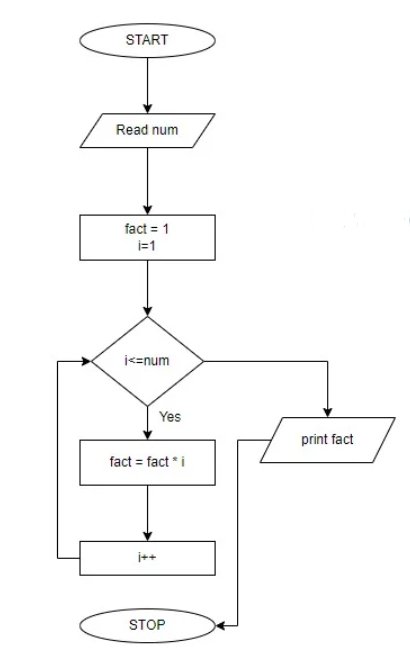 START
Read num
fact = 1
i=1
i<=num
Yes
fact = fact * i
print fact
i++
STOP